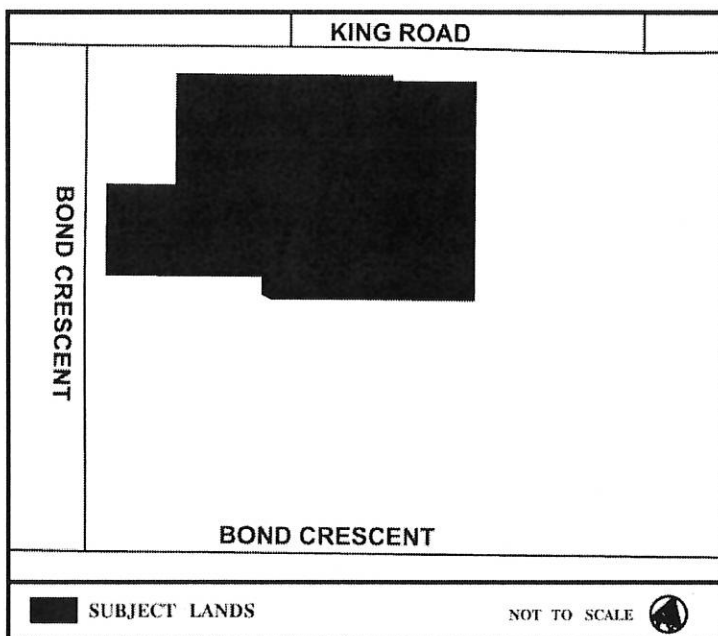 KING ROAD
BOND CRESCENT
BOND CRESCENT
SUBJECT LANDS
NOT TO SCALE